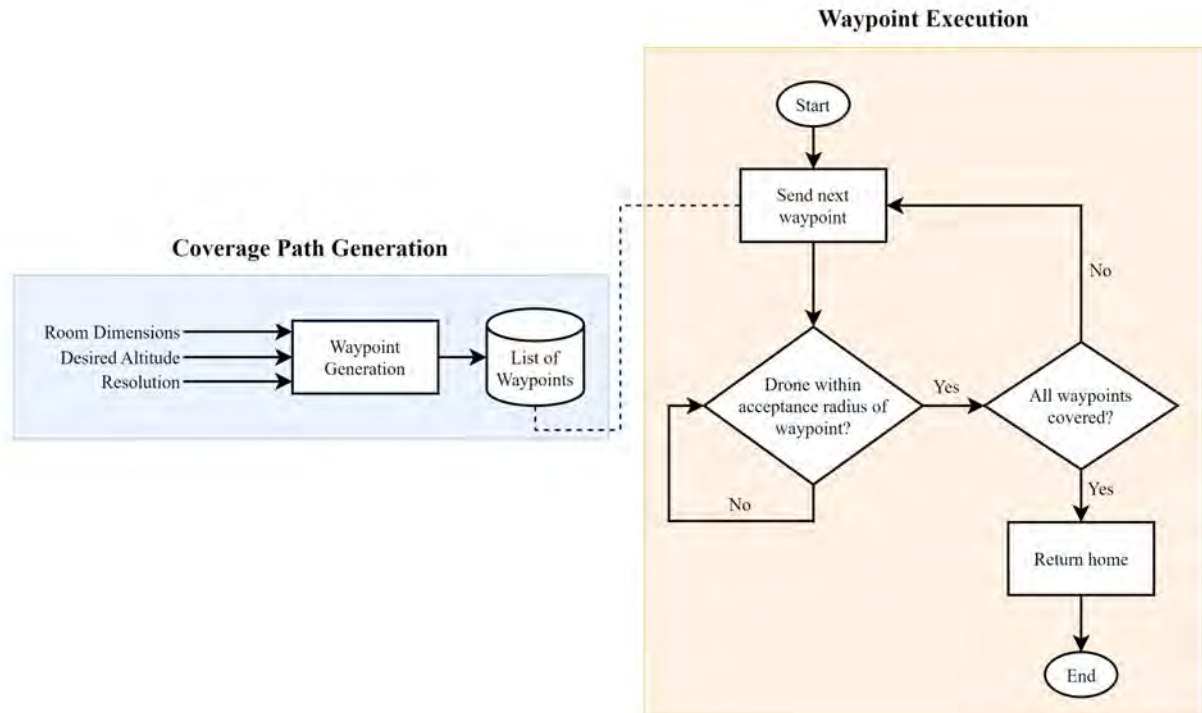 Waypoint Execution
Start
Send next
waypoint
No
Coverage Path Generation
Room Dimensions
Desired Altitude
Resolution
Waypoint
Generation
List of
Waypoints
Drone within
acceptance radius of
waypoint?
Yes
No
All waypoints
covered?
Yes
Return home
End